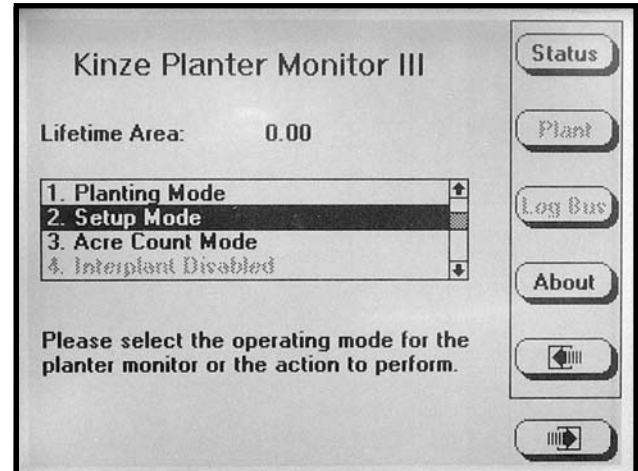 Kinze Planter Monitor III
Lifetime Area: 0.00
1. Planting Mode
2. Setup Mode
3. Acre Count Mode
4. Interplant Disabled
Please select the operating mode for the
planter monitor or the action to perform.
Status
Plant
Log Bus
About